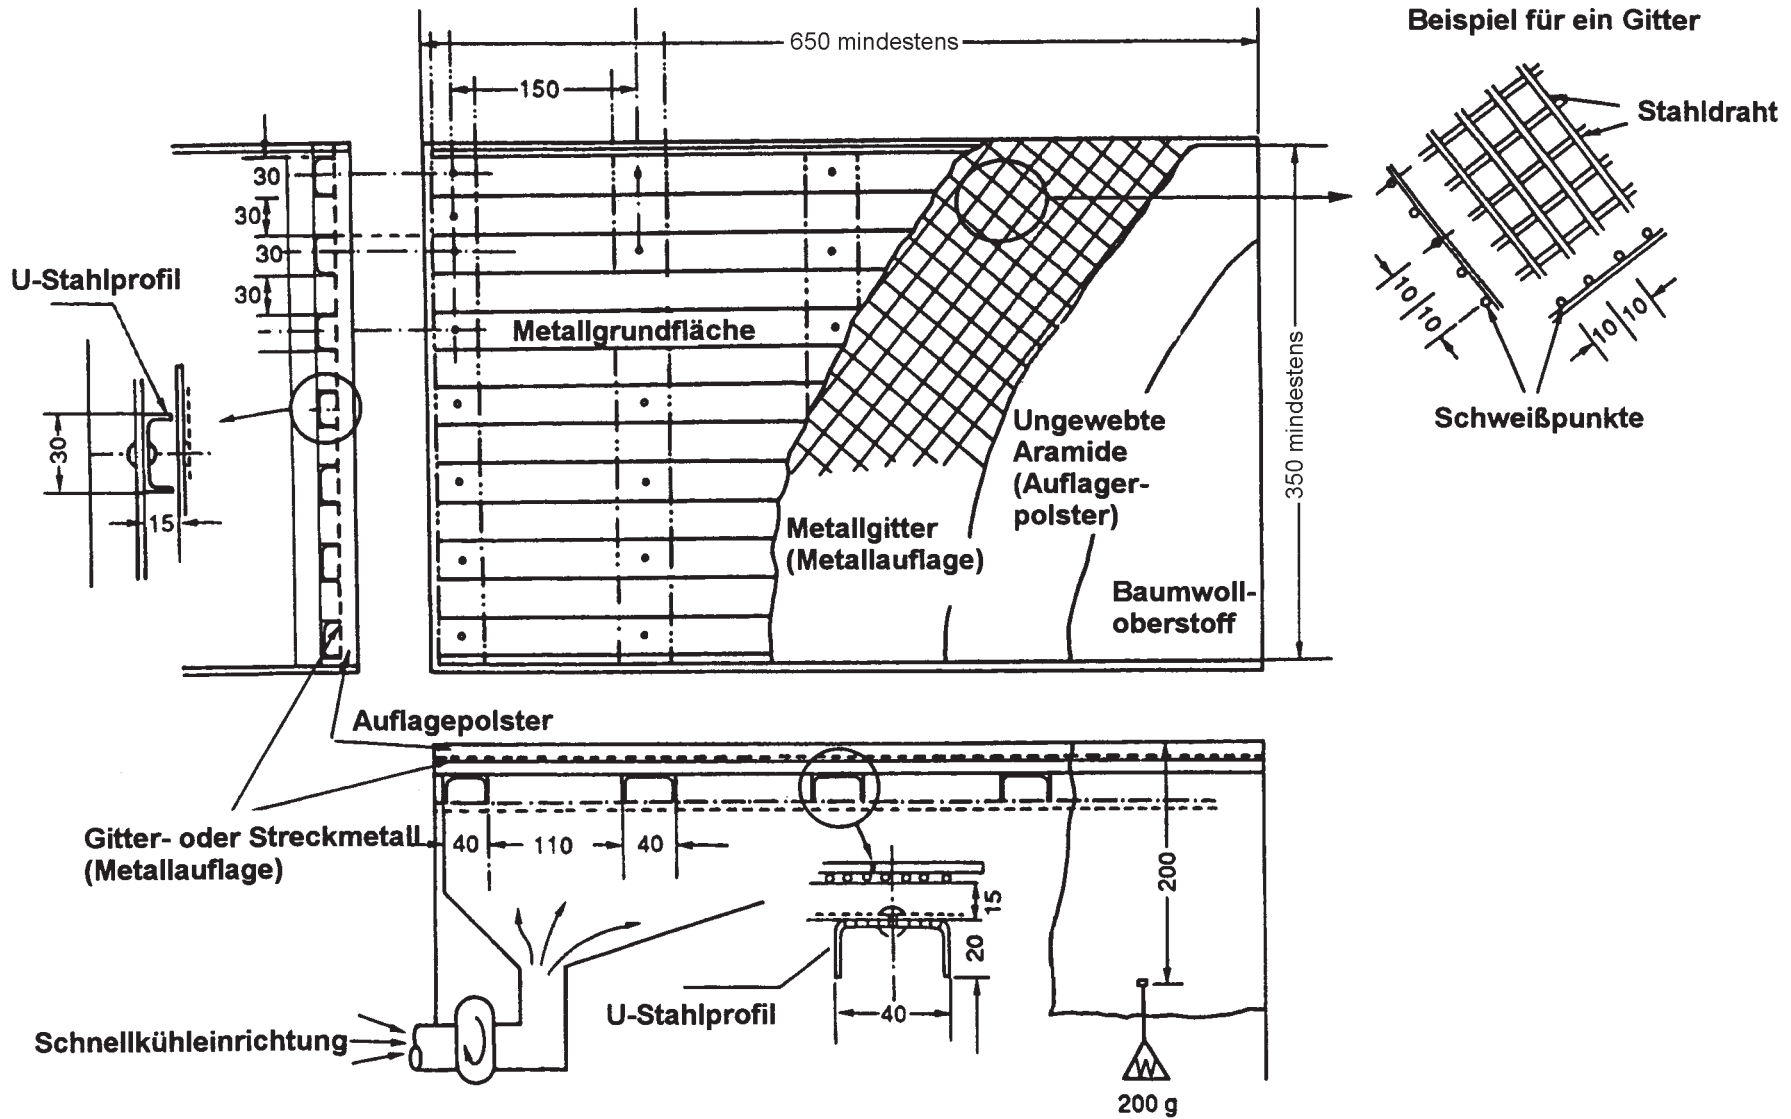 Beispiel für ein Gitter
650 mindestens
150
Stahldraht
30
30
30
30
U-Stahlprofil
Metallgrundfläche
10
10
10
10
350 mindestens
Schweißpunkte
Ungewebte
Aramide
(Auflager-
polster)
30
15
Metallgitter
(Metallauflage)
Baumwoll-
oberstoff
Auflagepolster
Gitter- oder Streckmetall
(Metallauflage)
40
110
40
200
15
20
U-Stahlprofil
40
Schnellkühleinrichtung
200 g